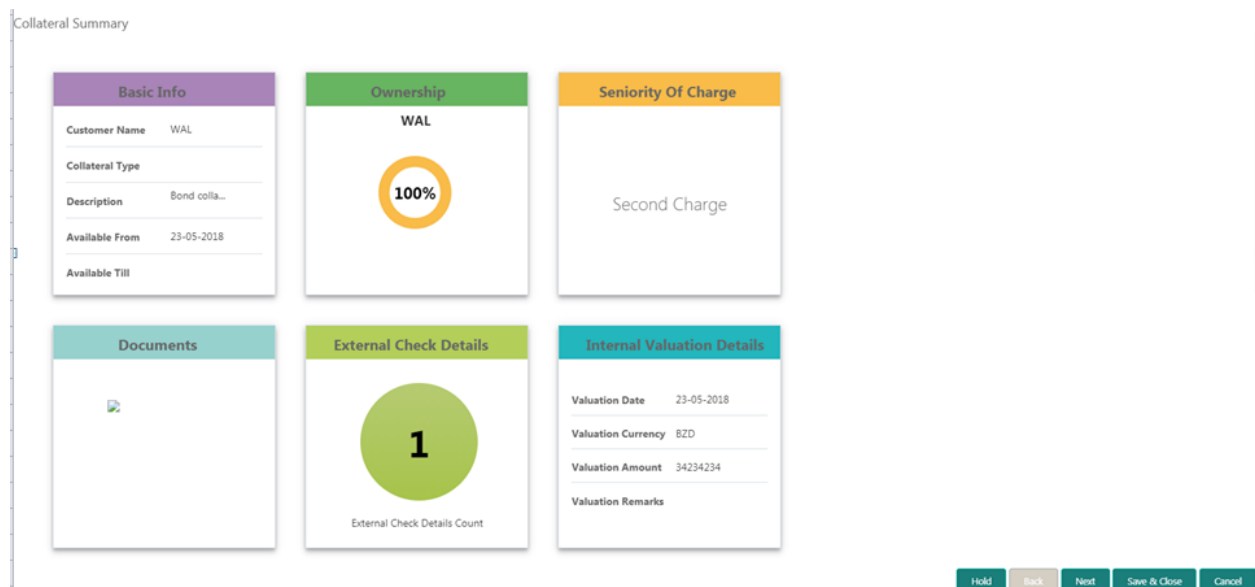 Collateral Summary
Basic Info
Customer Name WAL
Collateral Type
Description Bond colla...
Available From 23-05-2018
Available Till
Ownership
WAL
100%
Seniority Of Charge
Second Charge
Documents
External Check Details
1
External Check Details Count
Internal Valuation Details
Valuation Date 23-05-2018
Valuation Currency BZD
Valuation Amount 34234234
Valuation Remarks
Hold Back Next Save & Close Cancel